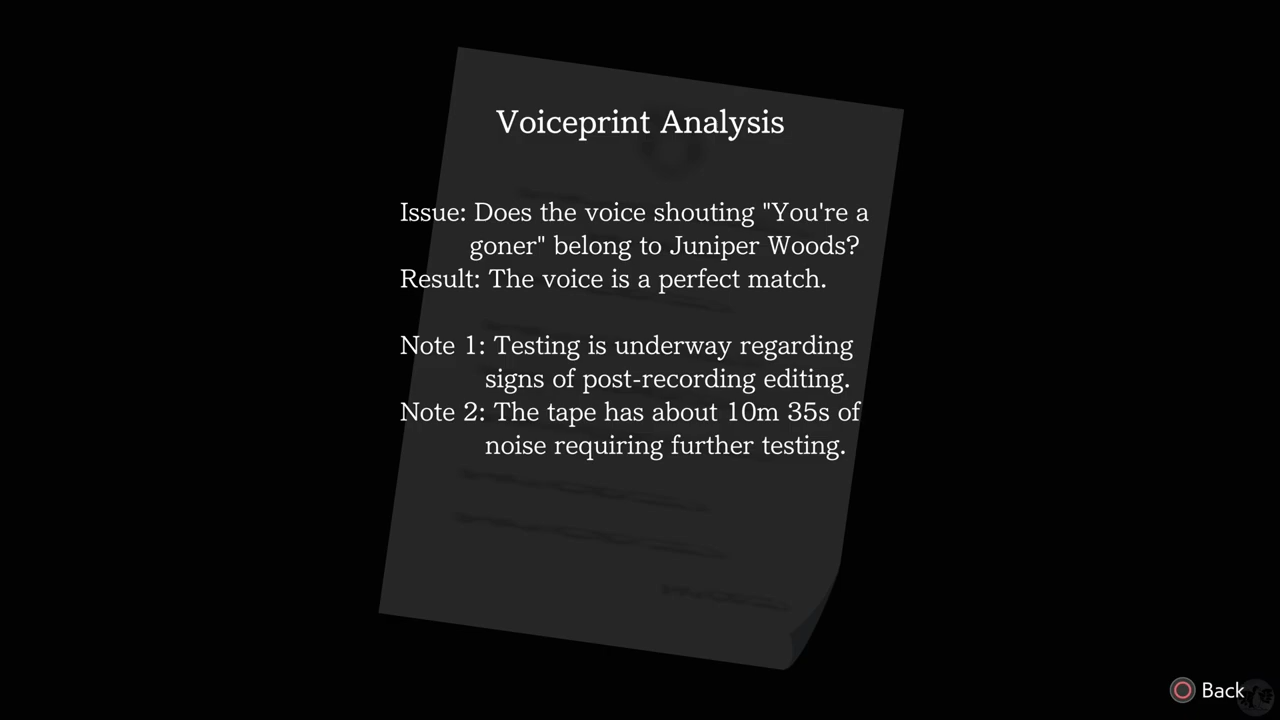 Voiceprint Analysis
Issue: Does the voice shouting "You're a
goner" belong to Juniper Woods?
Result: The voice is a perfect match.
Note 1: Testing is underway regarding
signs of post-recording editing.
Note 2: The tape has about 10m 35s of
noise requiring further testing.
Back